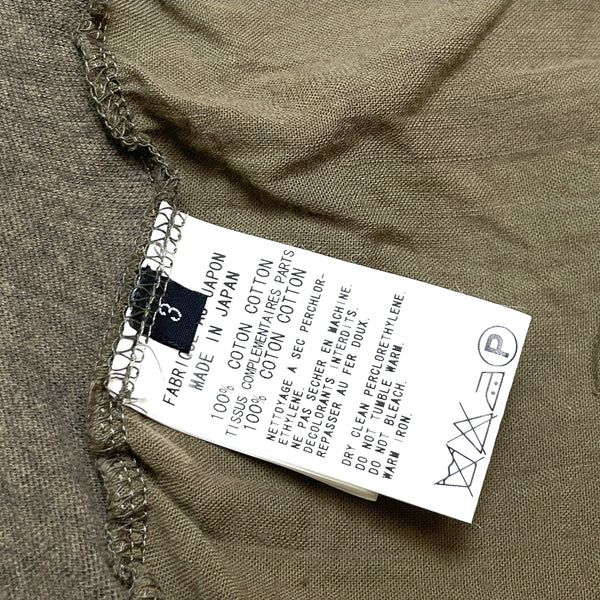 3
FABRIQUE AU JAPON
MADE IN JAPAN
100% COTON COTTON
TISSUS COMPLEMENTAIRES PARTS
100% COTON COTTON
NETTOYAGE A SEC PERCHLOR-
ETHYLENE.
NE PAS SECHER EN MACHINE.
DECOLORANTS INTERDITS.
REPASSER AU FER DOUX.
DRY CLEAN PERCLORETHYLENE.
DO NOT TUMBLE WARM.
DO NOT BLEACH.
WARM IRON.
P